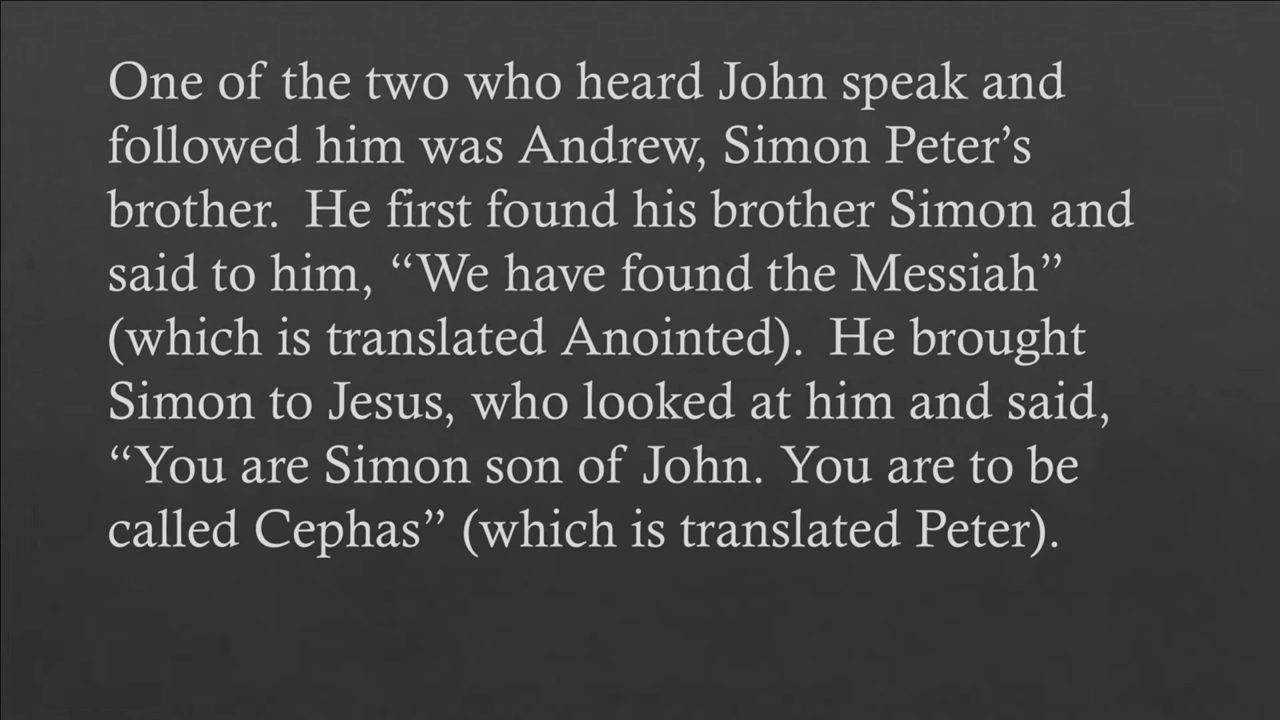 One of the two who heard John speak and
followed him was Andrew, Simon Peter’s
brother.  He first found his brother Simon and
said to him, “We have found the Messiah”
(which is translated Anointed).  He brought
Simon to Jesus, who looked at him and said,
“You are Simon son of John.  You are to be
called Cephas” (which is translated Peter).